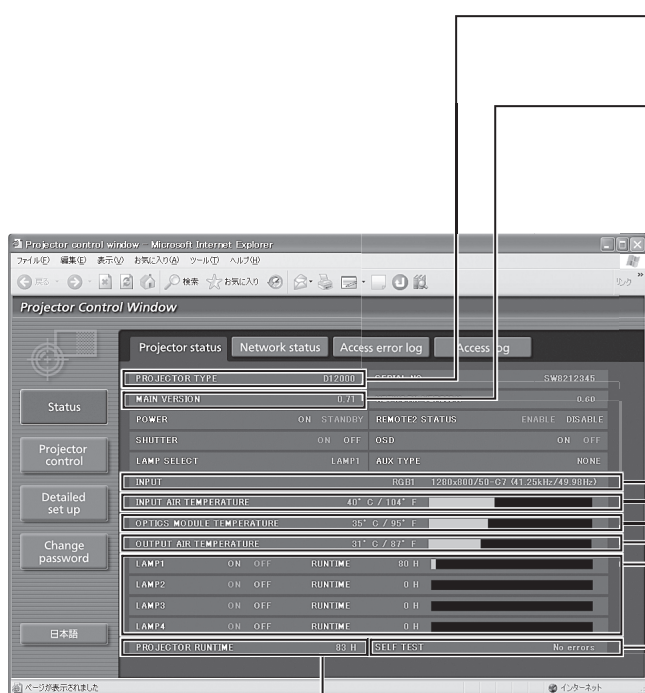 Projector control window - Microsoft Internet Explorer
ファイル(F) 編集(E) 表示(V) お気に入り(A) ツール(T) ヘルプ(H)
戻る 検索 お気に入り リンク »
Projector Control Window
Projector status Network status Access error log Access log
PROJECTOR TYPE D12000 SERIAL NO SW8212345
MAIN VERSION 0.71 0.60
POWER ON STANDBY REMOTE2 STATUS ENABLE DISABLE
SHUTTER ON OFF OSD ON OFF
LAMP SELECT LAMP1 AUX TYPE NONE
INPUT RGB1 1280x800/50-G7 (41.25kHz/49.98Hz)
INPUT AIR TEMPERATURE 40° C / 104° F
OPTICS MODULE TEMPERATURE 35° C / 95° F
OUTPUT AIR TEMPERATURE 31° C / 87° F
LAMP1 ON OFF RUNTIME 80 H
LAMP2 ON OFF RUNTIME 0 H
LAMP3 ON OFF RUNTIME 0 H
LAMP4 ON OFF RUNTIME 0 H
PROJECTOR RUNTIME 83 H SELF TEST No errors
Status
Projector
control
Detailed
set up
Change
password
日本語
ページが表示されました インターネット